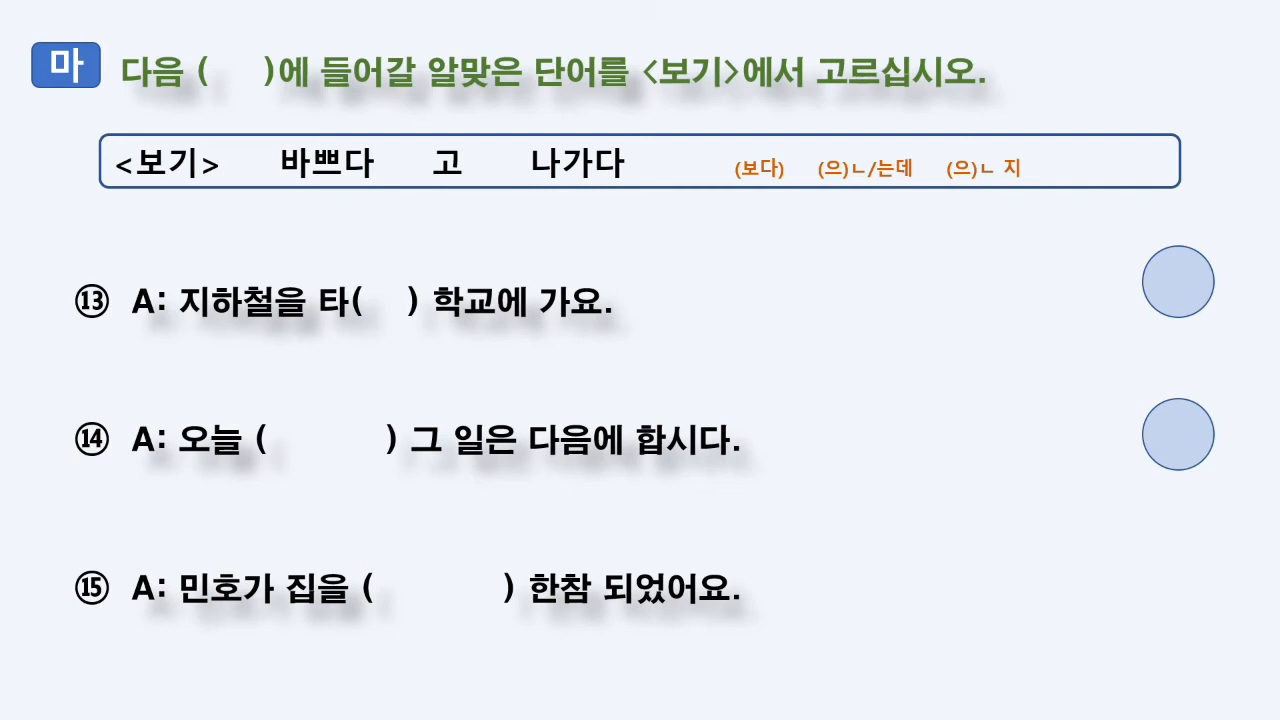 마 다음 ( )에 들어갈 알맞은 단어를 <보기>에서 고르십시오.
<보기> 바쁘다 고 나가다 (보다) (으)ㄴ/는데 (으)ㄴ 지
⑬ A: 지하철을 타( ) 학교에 가요.
⑭ A: 오늘 ( ) 그 일은 다음에 합시다.
⑮ A: 민호가 집을 ( ) 한참 되었어요.